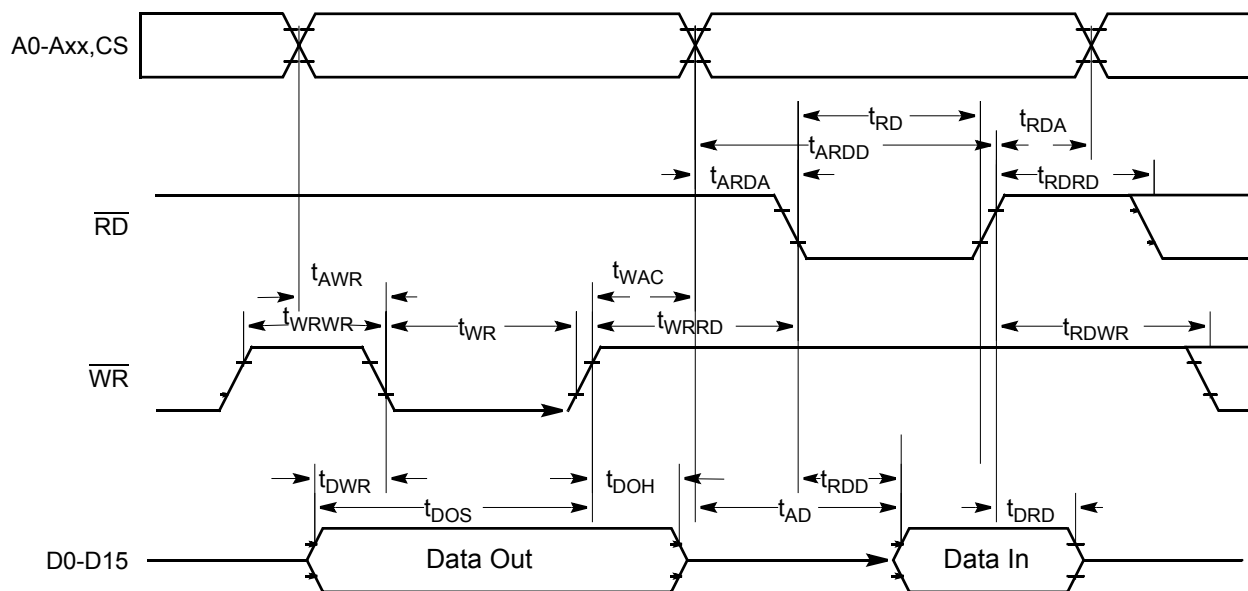 A0-Axx,CS
tRD
tRDA
tARDD
tARDA
tRDRD
RD
tAWR
tWAC
tWRWR
tWR
tWRRD
tRDWR
WR
tDWR
tDOH
tRDD
tDOS
tAD
tDRD
D0-D15
Data Out
Data In